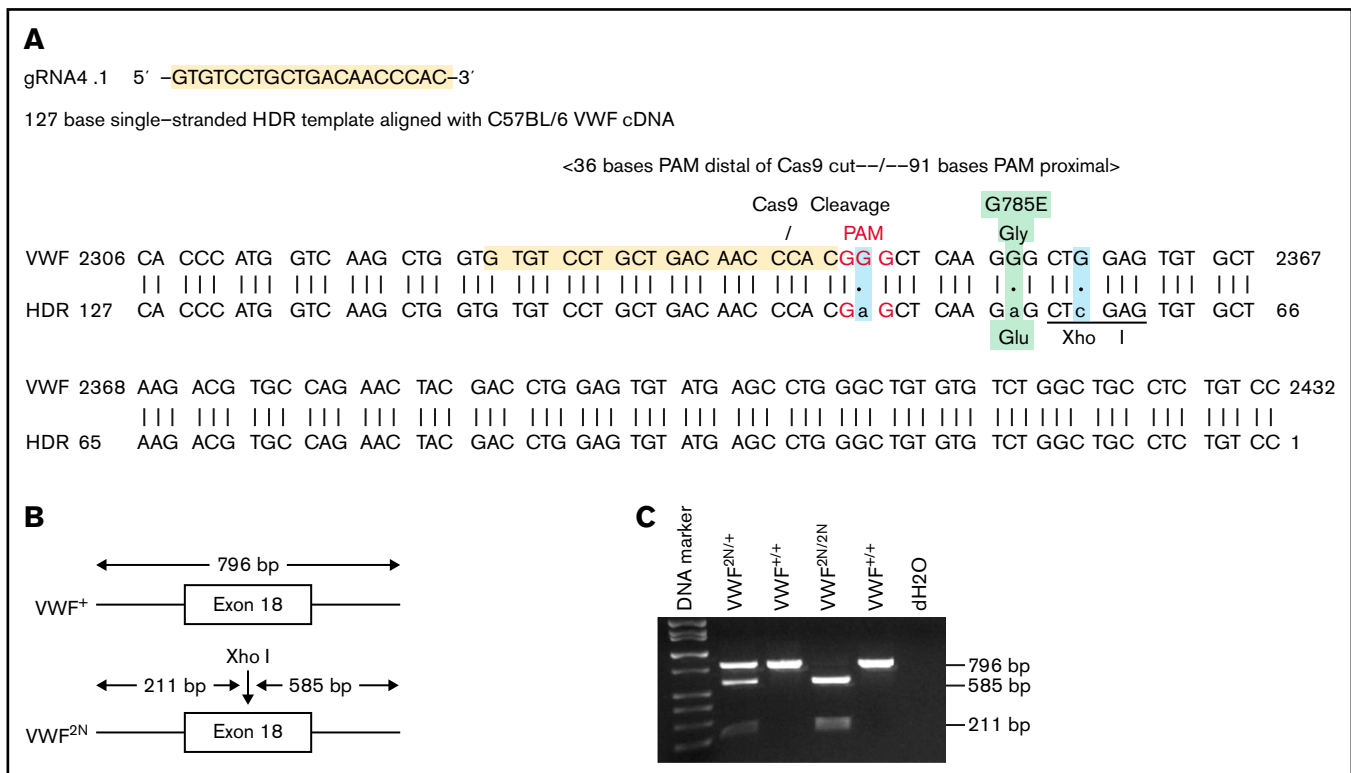 A
gRNA4 .1 5′ –GTGTCCTGCTGACAACCCAC–3′
127 base single–stranded HDR template aligned with C57BL/6 VWF cDNA
<36 bases PAM distal of Cas9 cut––/––91 bases PAM proximal>
Cas9 Cleavage G785E
/ PAM Gly
VWF 2306 CA CCC ATG GTC AAG CTG GTG TGT CCT GCT GAC AAC CCAC GG GCT CAA GGG CTG GAG TGT GCT 2367
HDR 127 CA CCC ATG GTC AAG CTG GTG TGT CCT GCT GAC AAC CCAC Ga GCT CAA GaG CTc GAG TGT GCT 66
Glu Xho I
VWF 2368 AAG ACG TGC CAG AAC TAC GAC CTG GAG TGT ATG AGC CTG GGC TGT GTG TCT GGC TGC CTC TGT CC 2432
HDR 65 AAG ACG TGC CAG AAC TAC GAC CTG GAG TGT ATG AGC CTG GGC TGT GTG TCT GGC TGC CTC TGT CC 1
B
796 bp
VWF+ Exon 18
Xho I
211 bp 585 bp
VWF2N Exon 18
C
DNA marker
VWF2N/+
VWF+/+
VWF2N/2N
VWF+/+
dH2O
796 bp
585 bp
211 bp